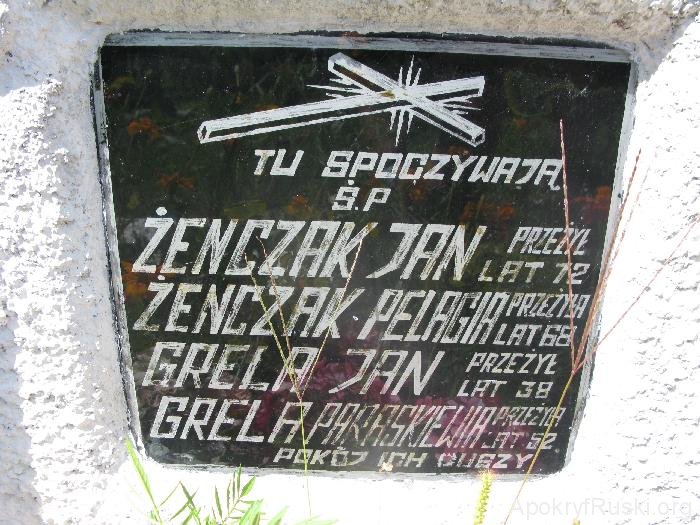 TU SPOCZYWAJĄ
Ś.P
ŻENCZAK JAN PRZEŻYŁ LAT 72
ŻENCZAK PELAGIA PRZEŻYŁA LAT 68
GRELA JAN PRZEŻYŁ LAT 38
GRELA PARASKIEWIA PRZEŻYŁA LAT 52
POKÓJ ICH DUSZY
ApokryfRuski.org